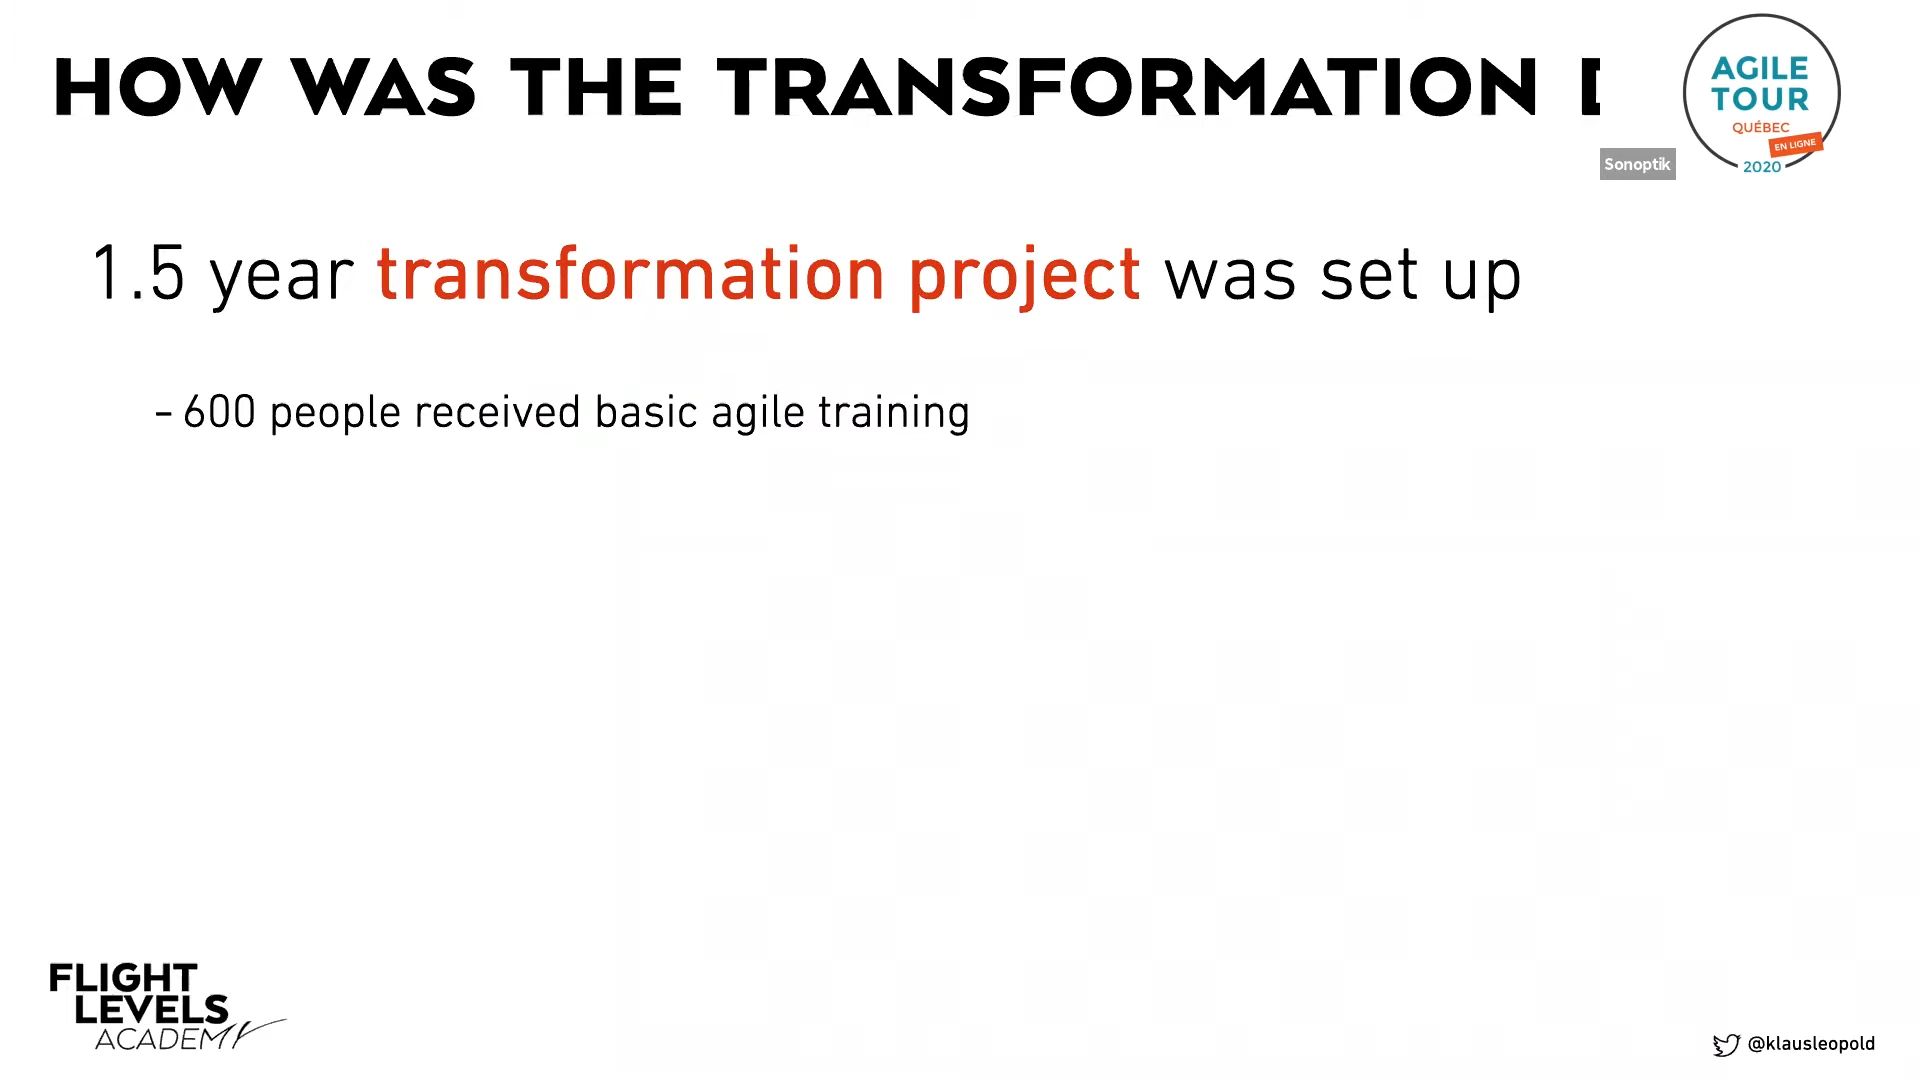 HOW WAS THE TRANSFORMATION
AGILE
TOUR
QUÉBEC
EN LIGNE
2020
Sonoptik
1.5 year transformation project was set up
- 600 people received basic agile training
FLIGHT
LEVELS
ACADEMY
@klausleopold